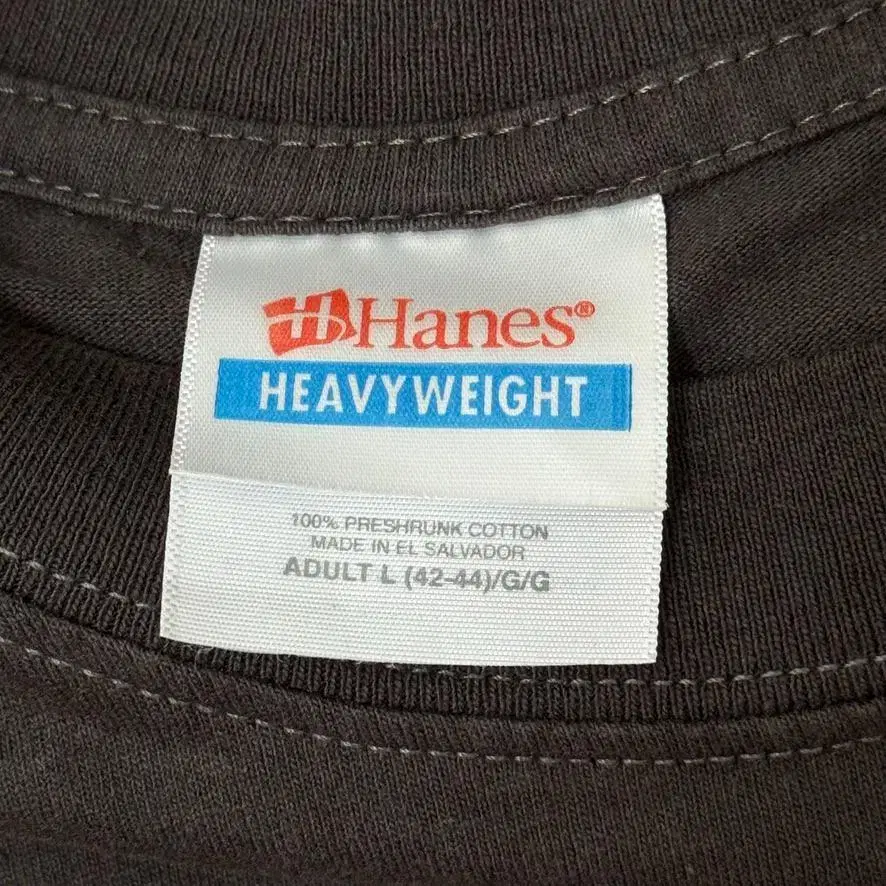 Hanes®
HEAVYWEIGHT
100% PRESHRUNK COTTON
MADE IN EL SALVADOR
ADULT L (42-44)/G/G